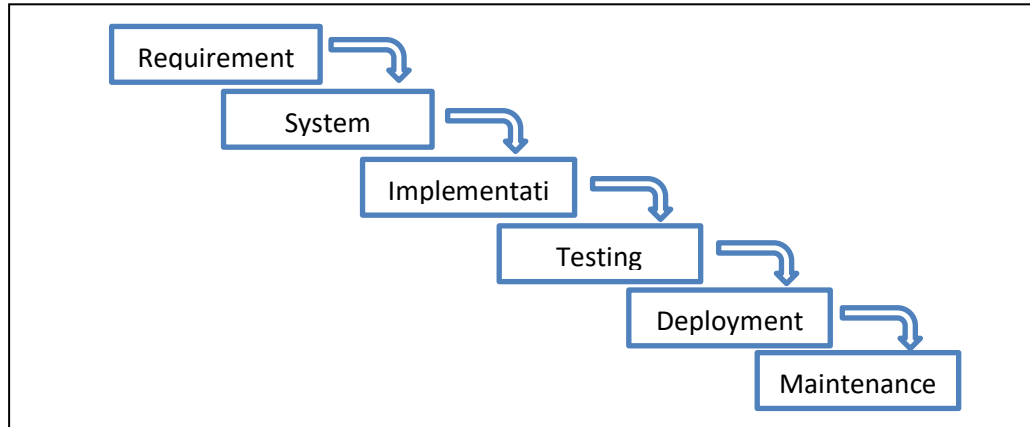 Requirement
System
Implementati
Testing
Deployment
Maintenance